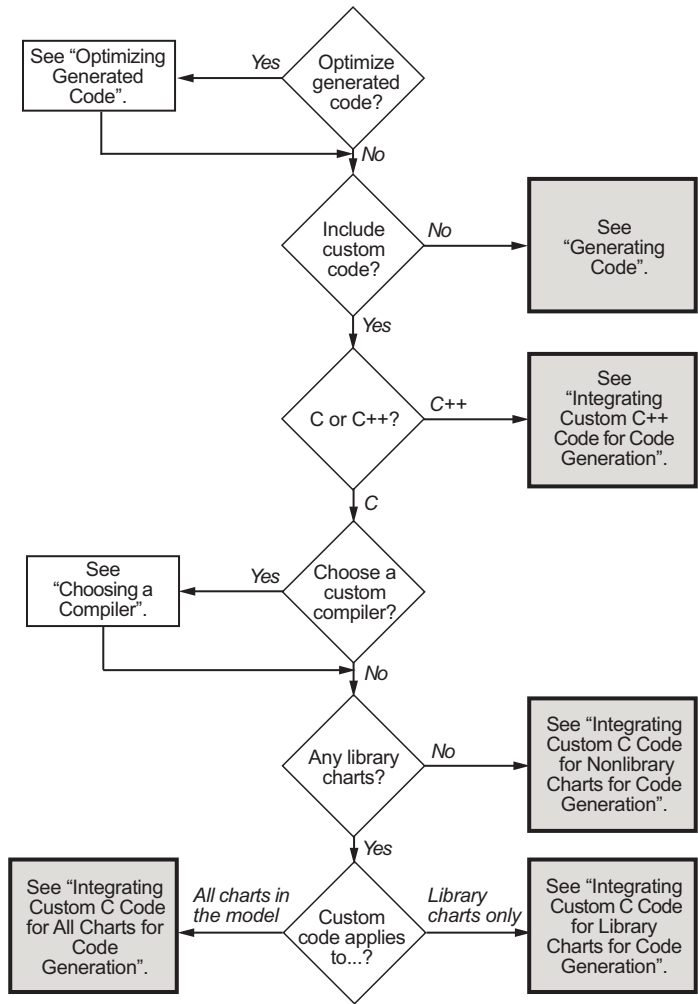 See “Optimizing
Generated
Code”.
Yes
Optimize
generated
code?
No
Include
custom
code?
No
See
“Generating
Code”.
Yes
C or C++?
C++
See
“Integrating
Custom C++
Code for Code
Generation”.
C
See
“Choosing a
Compiler”.
Yes
Choose a
custom
compiler?
No
Any library
charts?
No
See “Integrating
Custom C Code
for Nonlibrary
Charts for Code
Generation”.
Yes
See “Integrating
Custom C Code
for All Charts for
Code
Generation”.
All charts in
the model
Custom
code applies
to...?
Library
charts only
See “Integrating
Custom C Code
for Library
Charts for Code
Generation”.